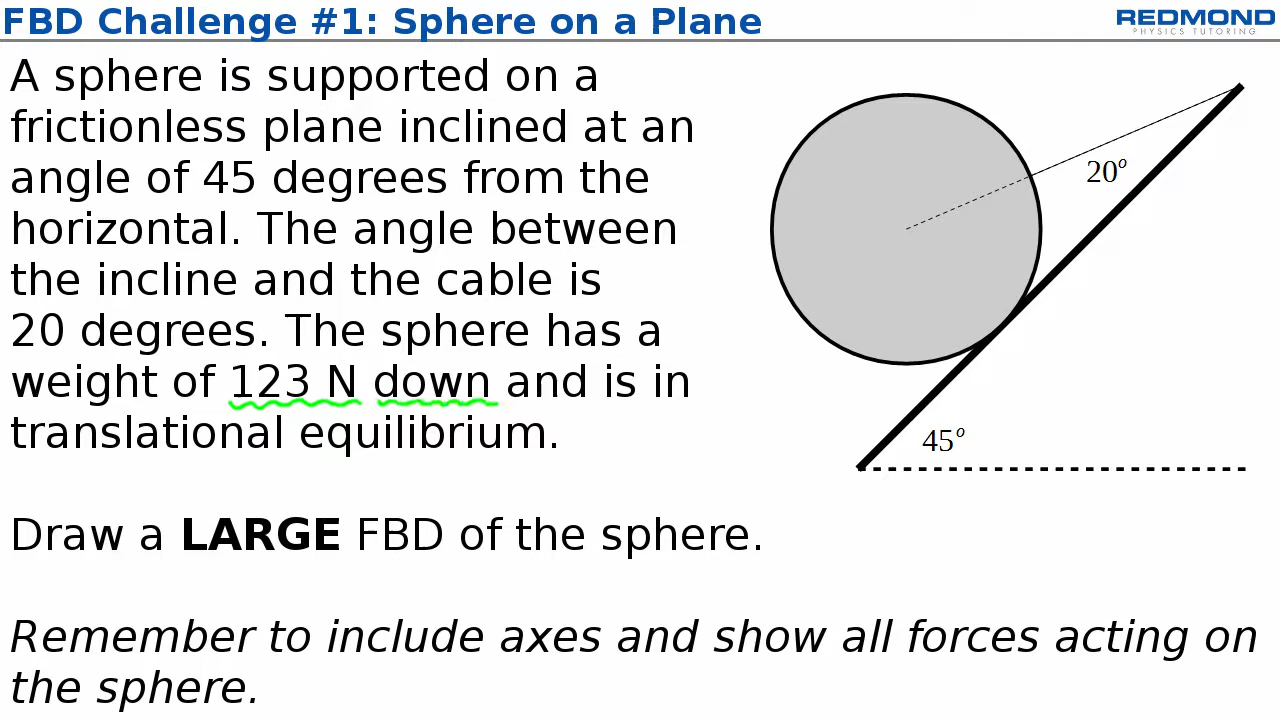 FBD Challenge #1: Sphere on a Plane
REDMOND
PHYSICS TUTORING
A sphere is supported on a
frictionless plane inclined at an
angle of 45 degrees from the
horizontal. The angle between
the incline and the cable is
20 degrees. The sphere has a
weight of 123 N down and is in
translational equilibrium.
20º
45º
Draw a LARGE FBD of the sphere.
Remember to include axes and show all forces acting on
the sphere.